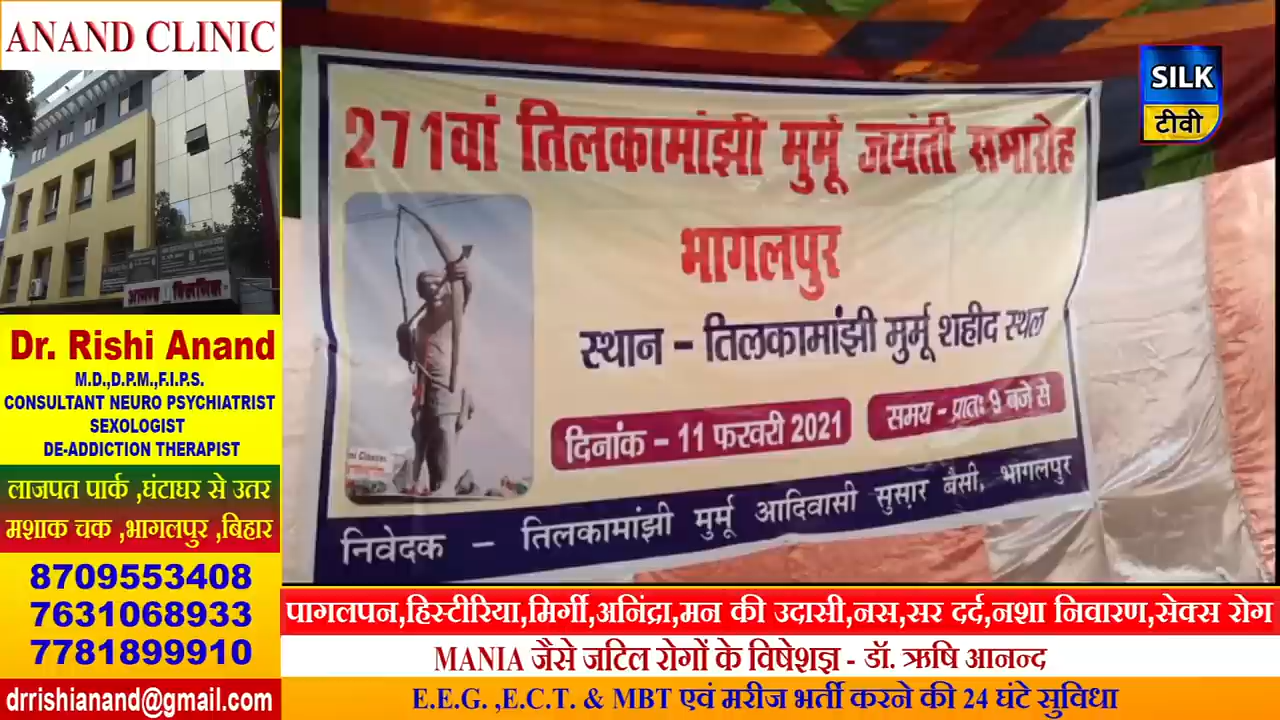 ANAND CLINIC
आनन्द क्लिनिक
Dr. Rishi Anand
M.D.,D.P.M.,F.I.P.S.
CONSULTANT NEURO PSYCHIATRIST
SEXOLOGIST
DE-ADDICTION THERAPIST
लाजपत पार्क ,घंटाघर से उतर
मशाक चक ,भागलपुर ,बिहार
8709553408
7631068933
7781899910
drrishianand@gmail.com
SILK
टीवी
271वां तिलकामांझी मुर्मू जयंती समारोह
भागलपुर
स्थान – तिलकामांझी मुर्मू शहीद स्थल
दिनांक – 11 फरवरी 2021
समय - प्रातः 9 बजे से
निवेदक – तिलकामांझी मुर्मू आदिवासी सुसार बैसी, भागलपुर
पागलपन,हिस्टीरिया,मिर्गी,अनिंद्रा,मन की उदासी,नस,सर दर्द,नशा निवारण,सेक्स रोग
MANIA जैसे जटिल रोगों के विषेशज्ञ - डॉ. ऋषि आनन्द
E.E.G. ,E.C.T. & MBT एवं मरीज भर्ती करने की 24 घंटे सुविधा